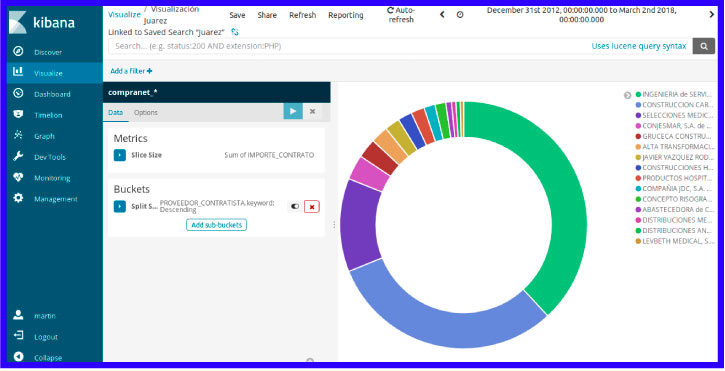 kibana
Discover
Visualize
Dashboard
Timelion
Graph
Dev Tools
Monitoring
Management
martin
Logout
Collapse
Visualize / Visualización Juarez
Save Share Refresh Reporting
Auto-refresh
December 31st 2012, 00:00:00.000 to March 2nd 2018, 00:00:00.000
Linked to Saved Search "Juarez"
Search... (e.g. status:200 AND extension:PHP)
Uses lucene query syntax
Add a filter +
compranet_*
Data Options
Metrics
Slice Size Sum of IMPORTE_CONTRATO
Buckets
Split S... PROVEEDOR_CONTRATISTA.keyword: Descending
Add sub-buckets
INGENIERIA de SERVI...
CONSTRUCCION CAR...
SELECCIONES MEDIC...
CONJESMAR, S.A. de ...
GRUCECA CONSTRU...
ALTA TRANSFORMACI...
JAVIER VAZQUEZ ROD...
CONSTRUCCIONES H...
PRODUCTOS HOSPIT...
COMPAÑIA JDC, S.A. ...
CONCEPTO RISOGRA...
ABASTECEDORA de C...
DISTRIBUCIONES ME...
DISTRIBUCIONES AN...
LEVBETH MEDICAL, S...